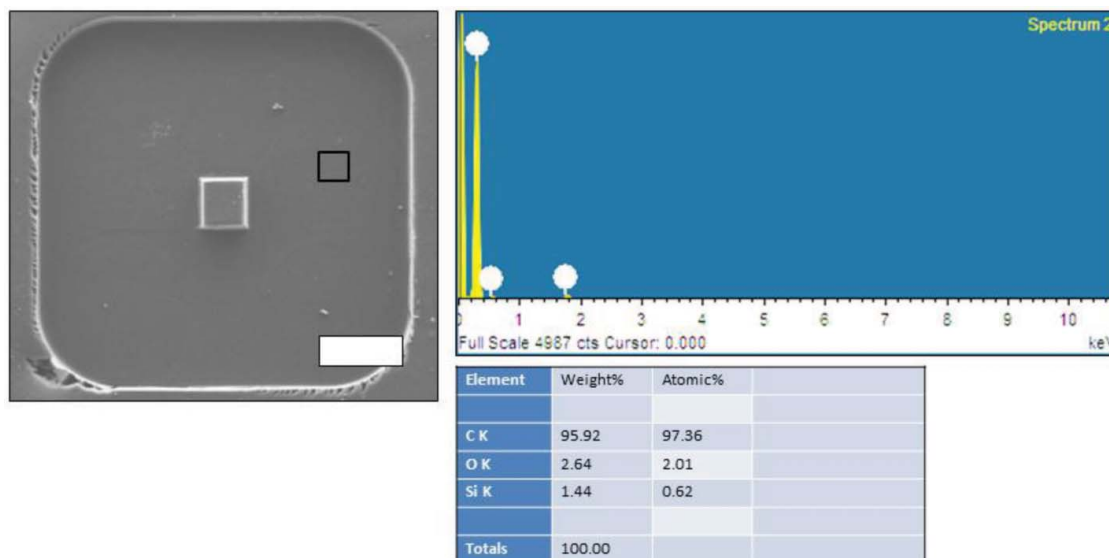 Spectrum 2
0 1 2 3 4 5 6 7 8 9 10
Full Scale 4987 cts Cursor: 0.000 keV
Element Weight% Atomic%
C K 95.92 97.36
O K 2.64 2.01
Si K 1.44 0.62
Totals 100.00